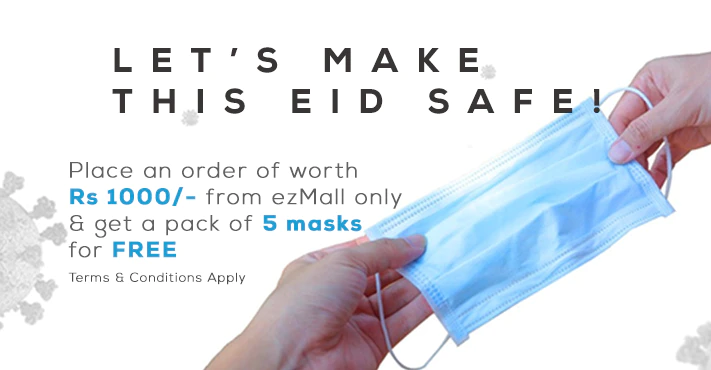 LET'S MAKE
THIS EID SAFE!
Place an order of worth
Rs 1000/- from ezMall only
& get a pack of 5 masks
for FREE
Terms & Conditions Apply